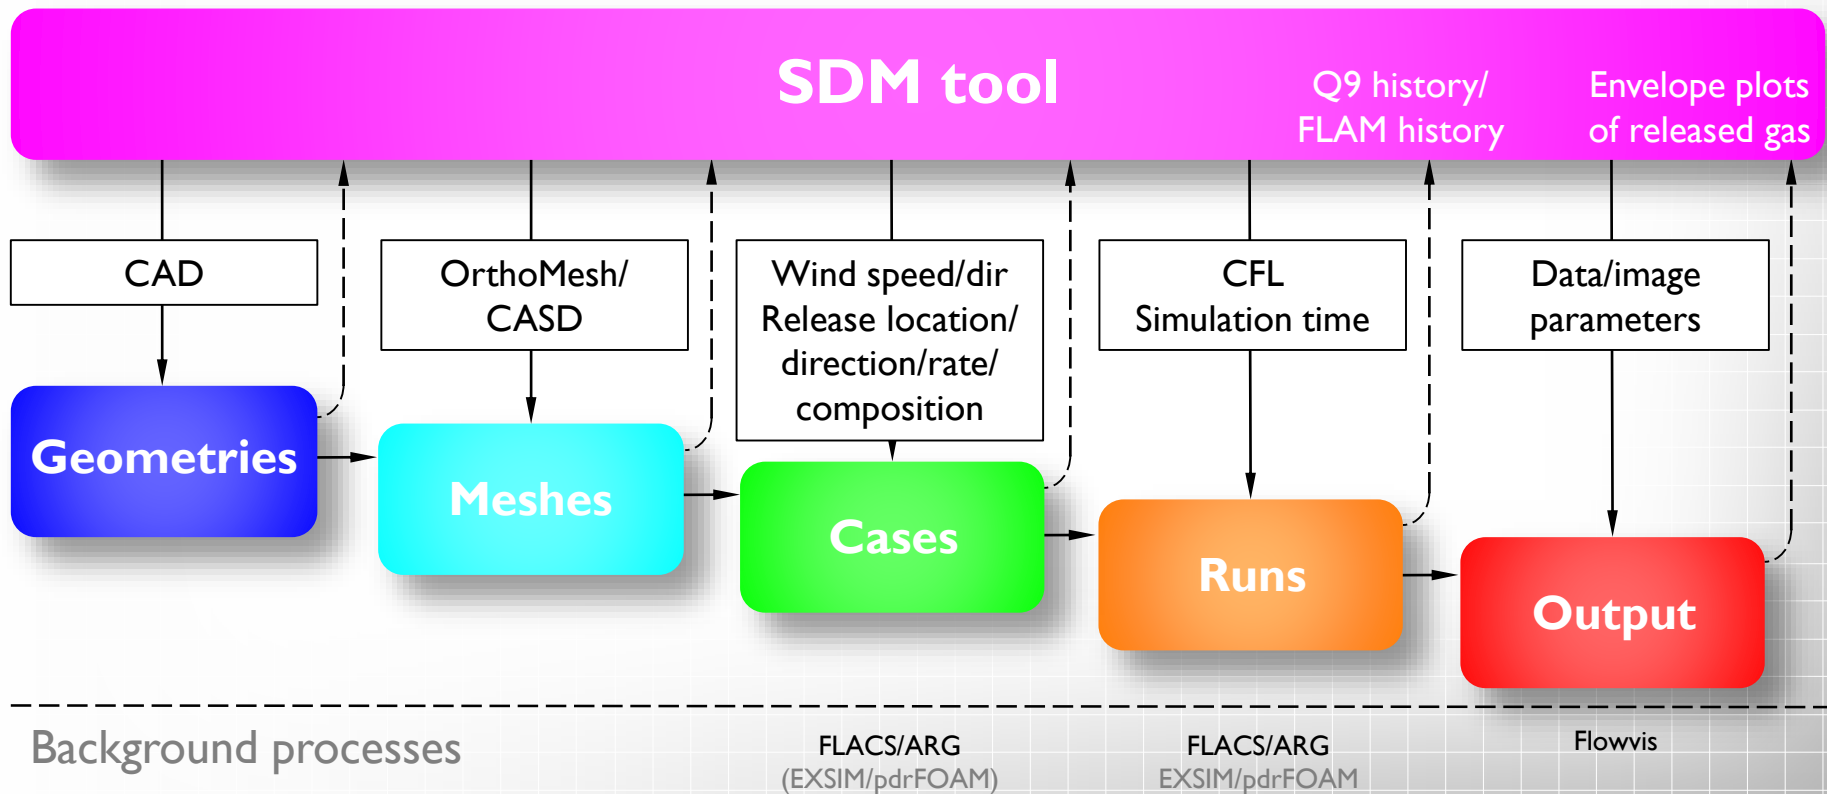 SDM tool
Q9 history/
FLAM history
Envelope plots
of released gas
CAD
OrthoMesh/
CASD
Wind speed/dir
Release location/
direction/rate/
composition
CFL
Simulation time
Data/image
parameters
Geometries
Meshes
Cases
Runs
Output
Background processes
FLACS/ARG
(EXSIM/pdrFOAM)
FLACS/ARG
EXSIM/pdrFOAM
Flowvis